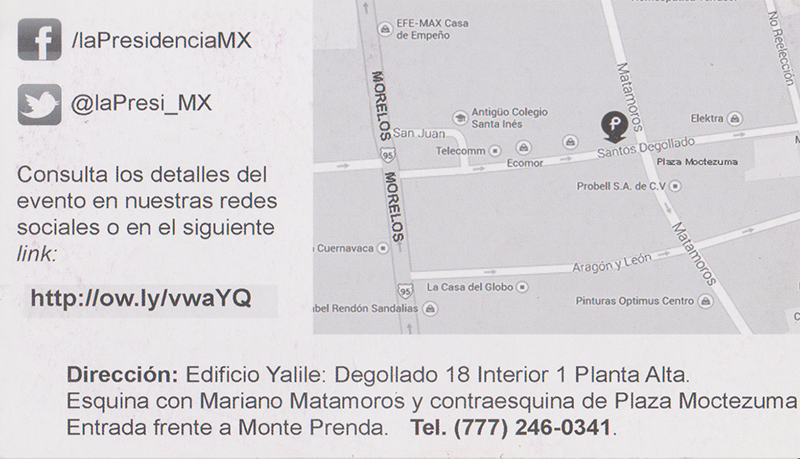 /laPresidenciaMX
@laPresi_MX
Consulta los detalles del
evento en nuestras redes
sociales o en el siguiente
link:
http://ow.ly/vwaYQ
EFE-MAX Casa
de Empeño
MORELOS
Matamoros
No Reelección
Antigüo Colegio
Santa Inés
San Juan
95
Telecomm
Ecomor
P
Santos Degollado
Elektra
Plaza Moctezuma
MORELOS
Probell S.A. de C.V
Cuernavaca
Matamoros
Aragón y León
95
La Casa del Globo
Pinturas Optimus Centro
abel Rendón Sandalias
Dirección: Edificio Yalile: Degollado 18 Interior 1 Planta Alta.
Esquina con Mariano Matamoros y contraesquina de Plaza Moctezuma
Entrada frente a Monte Prenda. Tel. (777) 246-0341.